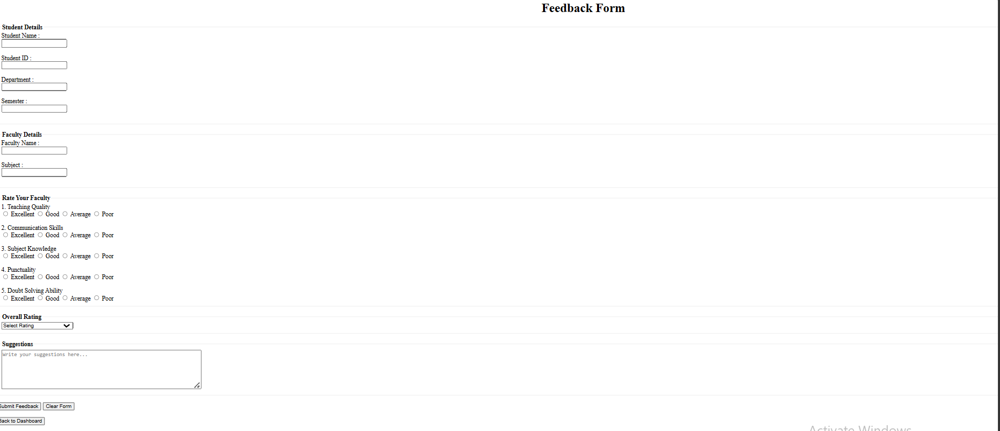 Feedback Form
Student Details
Student Name :
Student ID :
Department :
Semester :
Faculty Details
Faculty Name :
Subject :
Rate Your Faculty
1. Teaching Quality
Excellent Good Average Poor
2. Communication Skills
Excellent Good Average Poor
3. Subject Knowledge
Excellent Good Average Poor
4. Punctuality
Excellent Good Average Poor
5. Doubt Solving Ability
Excellent Good Average Poor
Overall Rating
Select Rating
Suggestions
Write your suggestions here...
Submit Feedback Clear Form
Back to Dashboard
Activate Windows